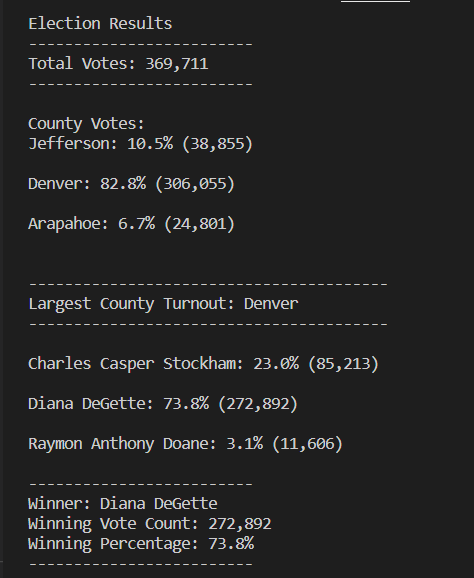 Election Results
-------------------------
Total Votes: 369,711
-------------------------
County Votes:
Jefferson: 10.5% (38,855)
Denver: 82.8% (306,055)
Arapahoe: 6.7% (24,801)
----------------------------------------
Largest County Turnout: Denver
----------------------------------------
Charles Casper Stockham: 23.0% (85,213)
Diana DeGette: 73.8% (272,892)
Raymon Anthony Doane: 3.1% (11,606)
-------------------------
Winner: Diana DeGette
Winning Vote Count: 272,892
Winning Percentage: 73.8%
-------------------------